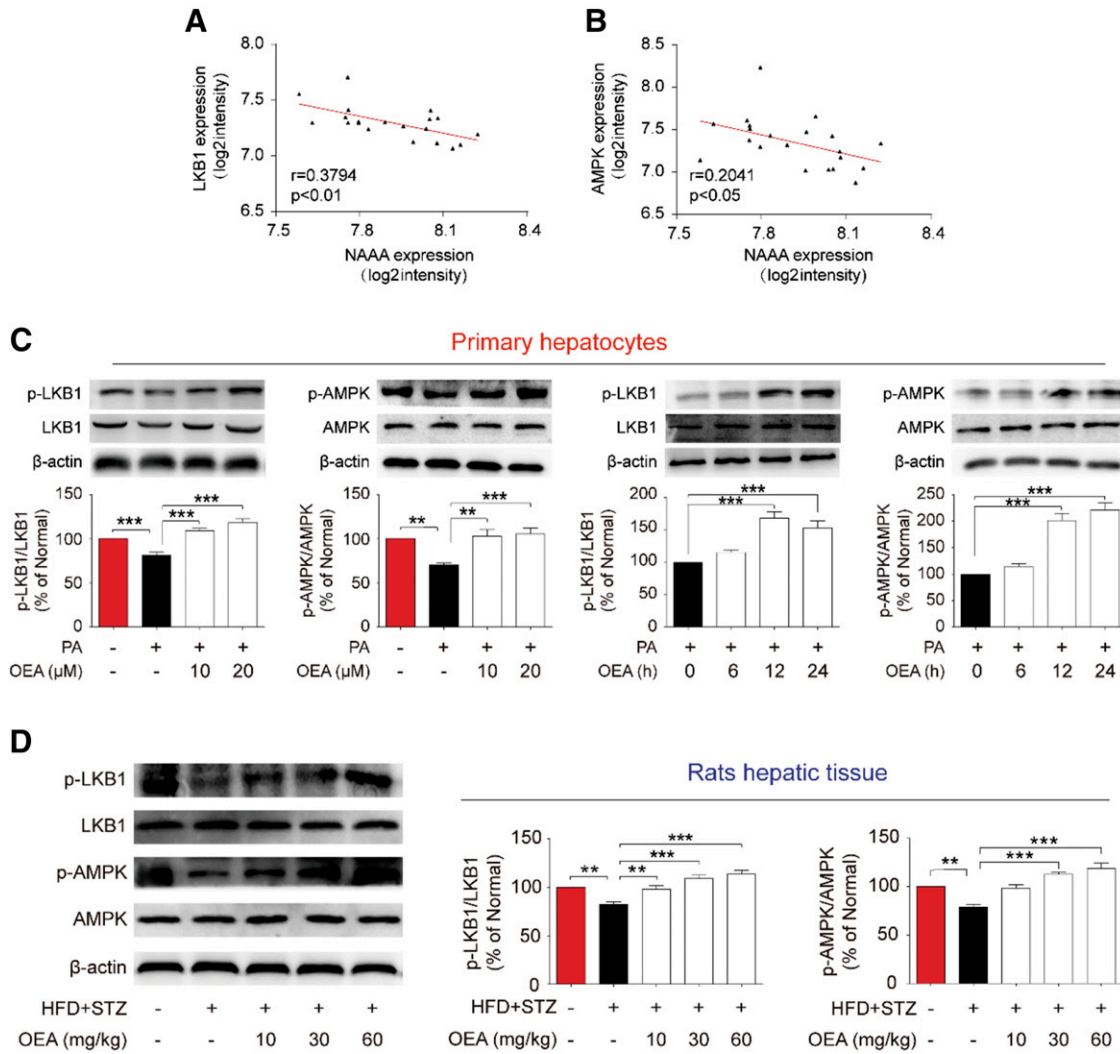 A
8.0
7.5
7.0
6.5
LKB1 expression
(log2intensity)
r=0.3794
p<0.01
7.5 7.8 8.1 8.4
NAAA expression
(log2intensity)
B
8.5
8.0
7.5
7.0
6.5
AMPK expression
(log2intensity)
r=0.2041
p<0.05
7.5 7.8 8.1 8.4
NAAA expression
(log2intensity)
C
Primary hepatocytes
p-LKB1
LKB1
β-actin
p-LKB1/LKB1
(% of Normal)
150
100
50
0
*** *** ***
PA - + + +
OEA (μM) - - 10 20
p-AMPK
AMPK
β-actin
p-AMPK/AMPK
(% of Normal)
150
100
50
0
** ** ***
PA - + + +
OEA (μM) - - 10 20
p-LKB1
LKB1
β-actin
p-LKB1/LKB1
(% of Normal)
200
150
100
50
0
*** ***
PA + + + +
OEA (h) 0 6 12 24
p-AMPK
AMPK
β-actin
p-AMPK/AMPK
(% of Normal)
250
200
150
100
50
0
*** ***
PA + + + +
OEA (h) 0 6 12 24
D
p-LKB1
LKB1
p-AMPK
AMPK
β-actin
HFD+STZ - + + + +
OEA (mg/kg) - - 10 30 60
Rats hepatic tissue
p-LKB1/LKB1
(% of Normal)
150
100
50
0
** ** *** ***
HFD+STZ - + + + +
OEA (mg/kg) - - 10 30 60
p-AMPK/AMPK
(% of Normal)
150
100
50
0
** *** ***
HFD+STZ - + + + +
OEA (mg/kg) - - 10 30 60